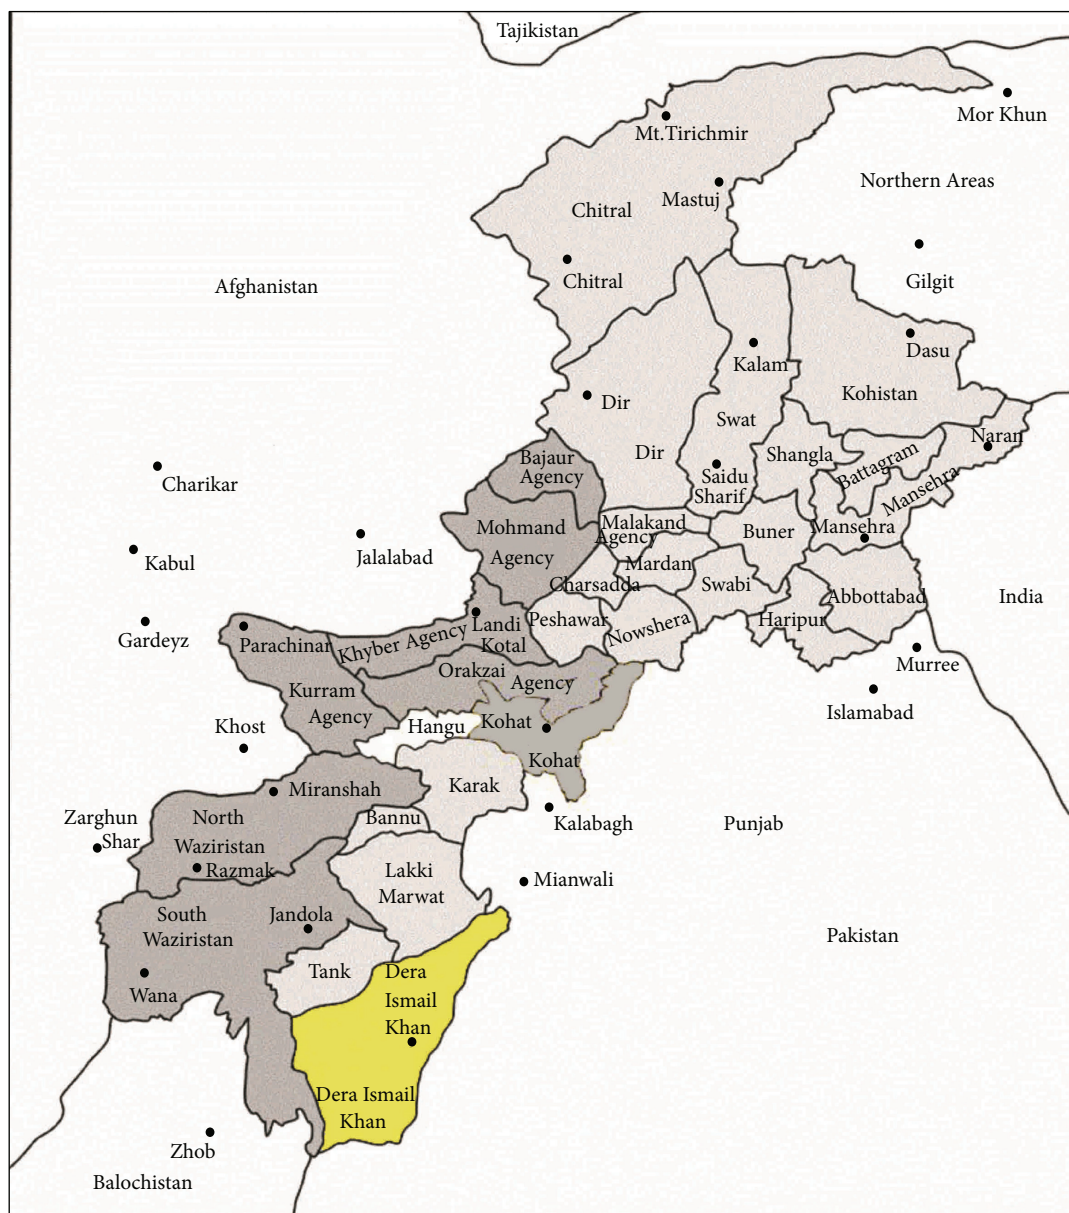 Tajikistan
Mor Khun
Mt.Tirichmir
Northern Areas
Mastuj
Chitral
Chitral
Gilgit
Afghanistan
Dasu
Kalam
Kohistan
Dir
Swat
Naran
Dir
Shangla
Battagram
Bajaur
Agency
Saidu
Sharif
Mansehra
Charikar
Mohmand
Agency
Malakand
Agency
Buner
Mansehra
Jalalabad
Kabul
Mardan
Charsadda
Swabi
Abbottabad
India
Gardeyz
Parachinar
Khyber Agency
Landi
Kotal
Peshawar
Nowshera
Haripur
Murree
Orakzai
Agency
Kurram
Agency
Islamabad
Khost
Hangu
Kohat
Kohat
Karak
Miranshah
Zarghun
Shar
North
Waziristan
Bannu
Kalabagh
Punjab
Razmak
Lakki
Marwat
Mianwali
South
Waziristan
Jandola
Pakistan
Wana
Tank
Dera
Ismail
Khan
Dera Ismail
Khan
Zhob
Balochistan